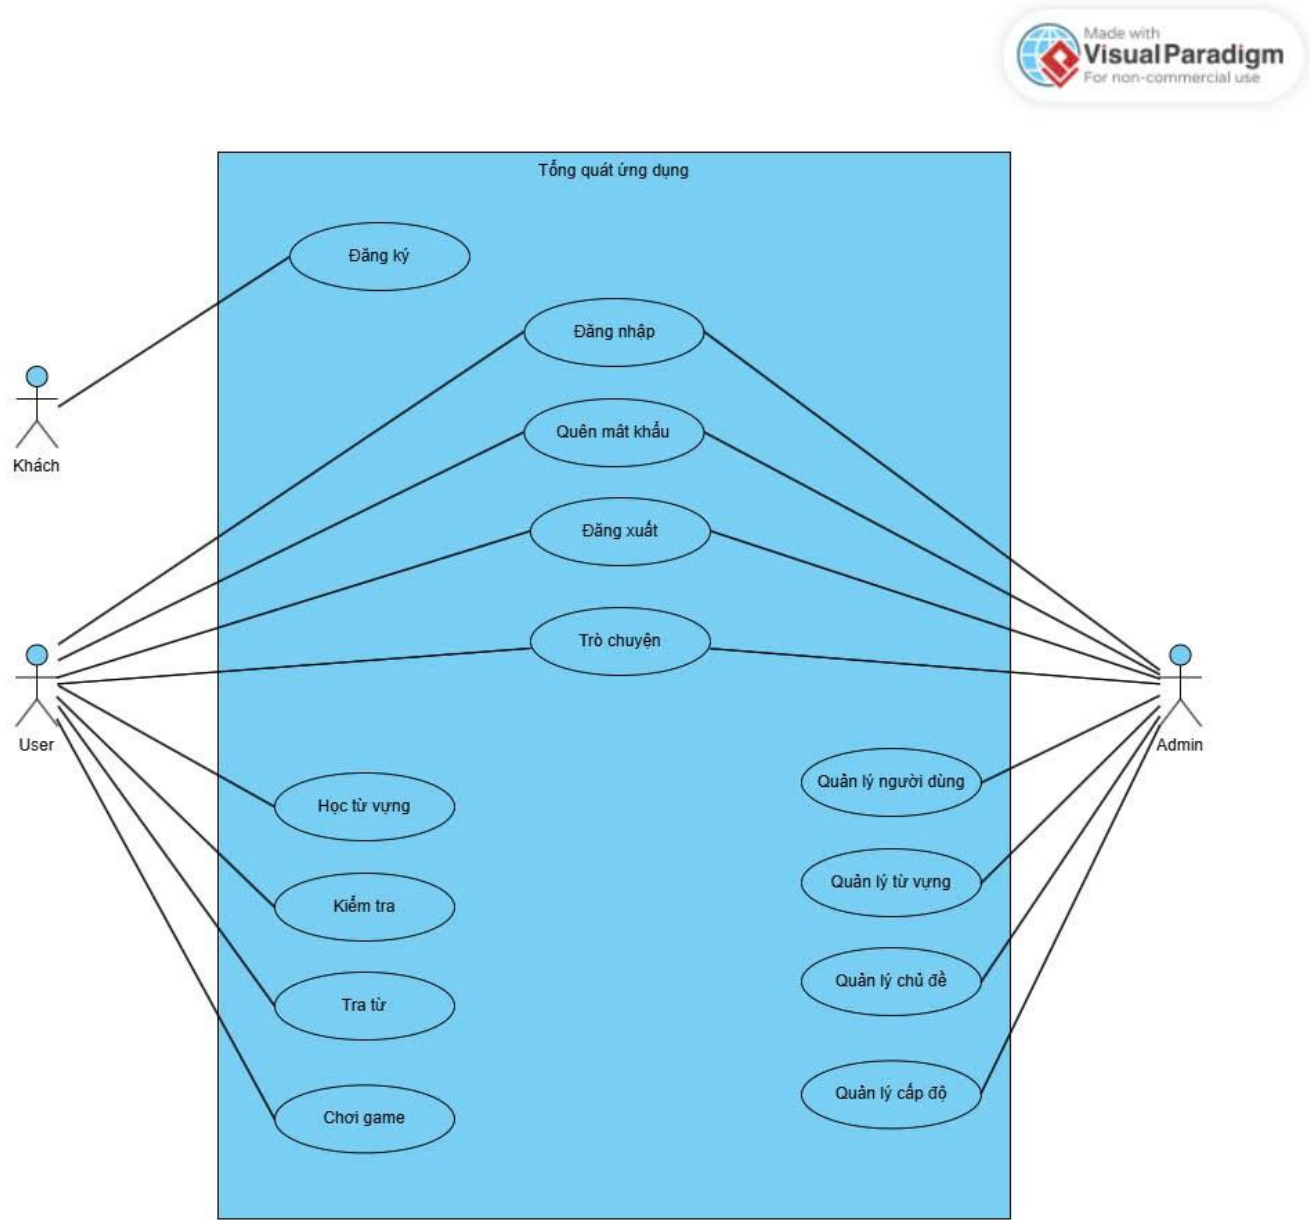 Made with
Visual Paradigm
For non-commercial use
Tổng quát ứng dụng
Đăng ký
Đăng nhập
Quên mât khẩu
Khách
Đăng xuất
Trò chuyện
User
Admin
Học từ vựng
Quản lý người dùng
Kiểm tra
Quản lý từ vựng
Tra từ
Quản lý chủ đề
Chơi game
Quản lý cấp độ